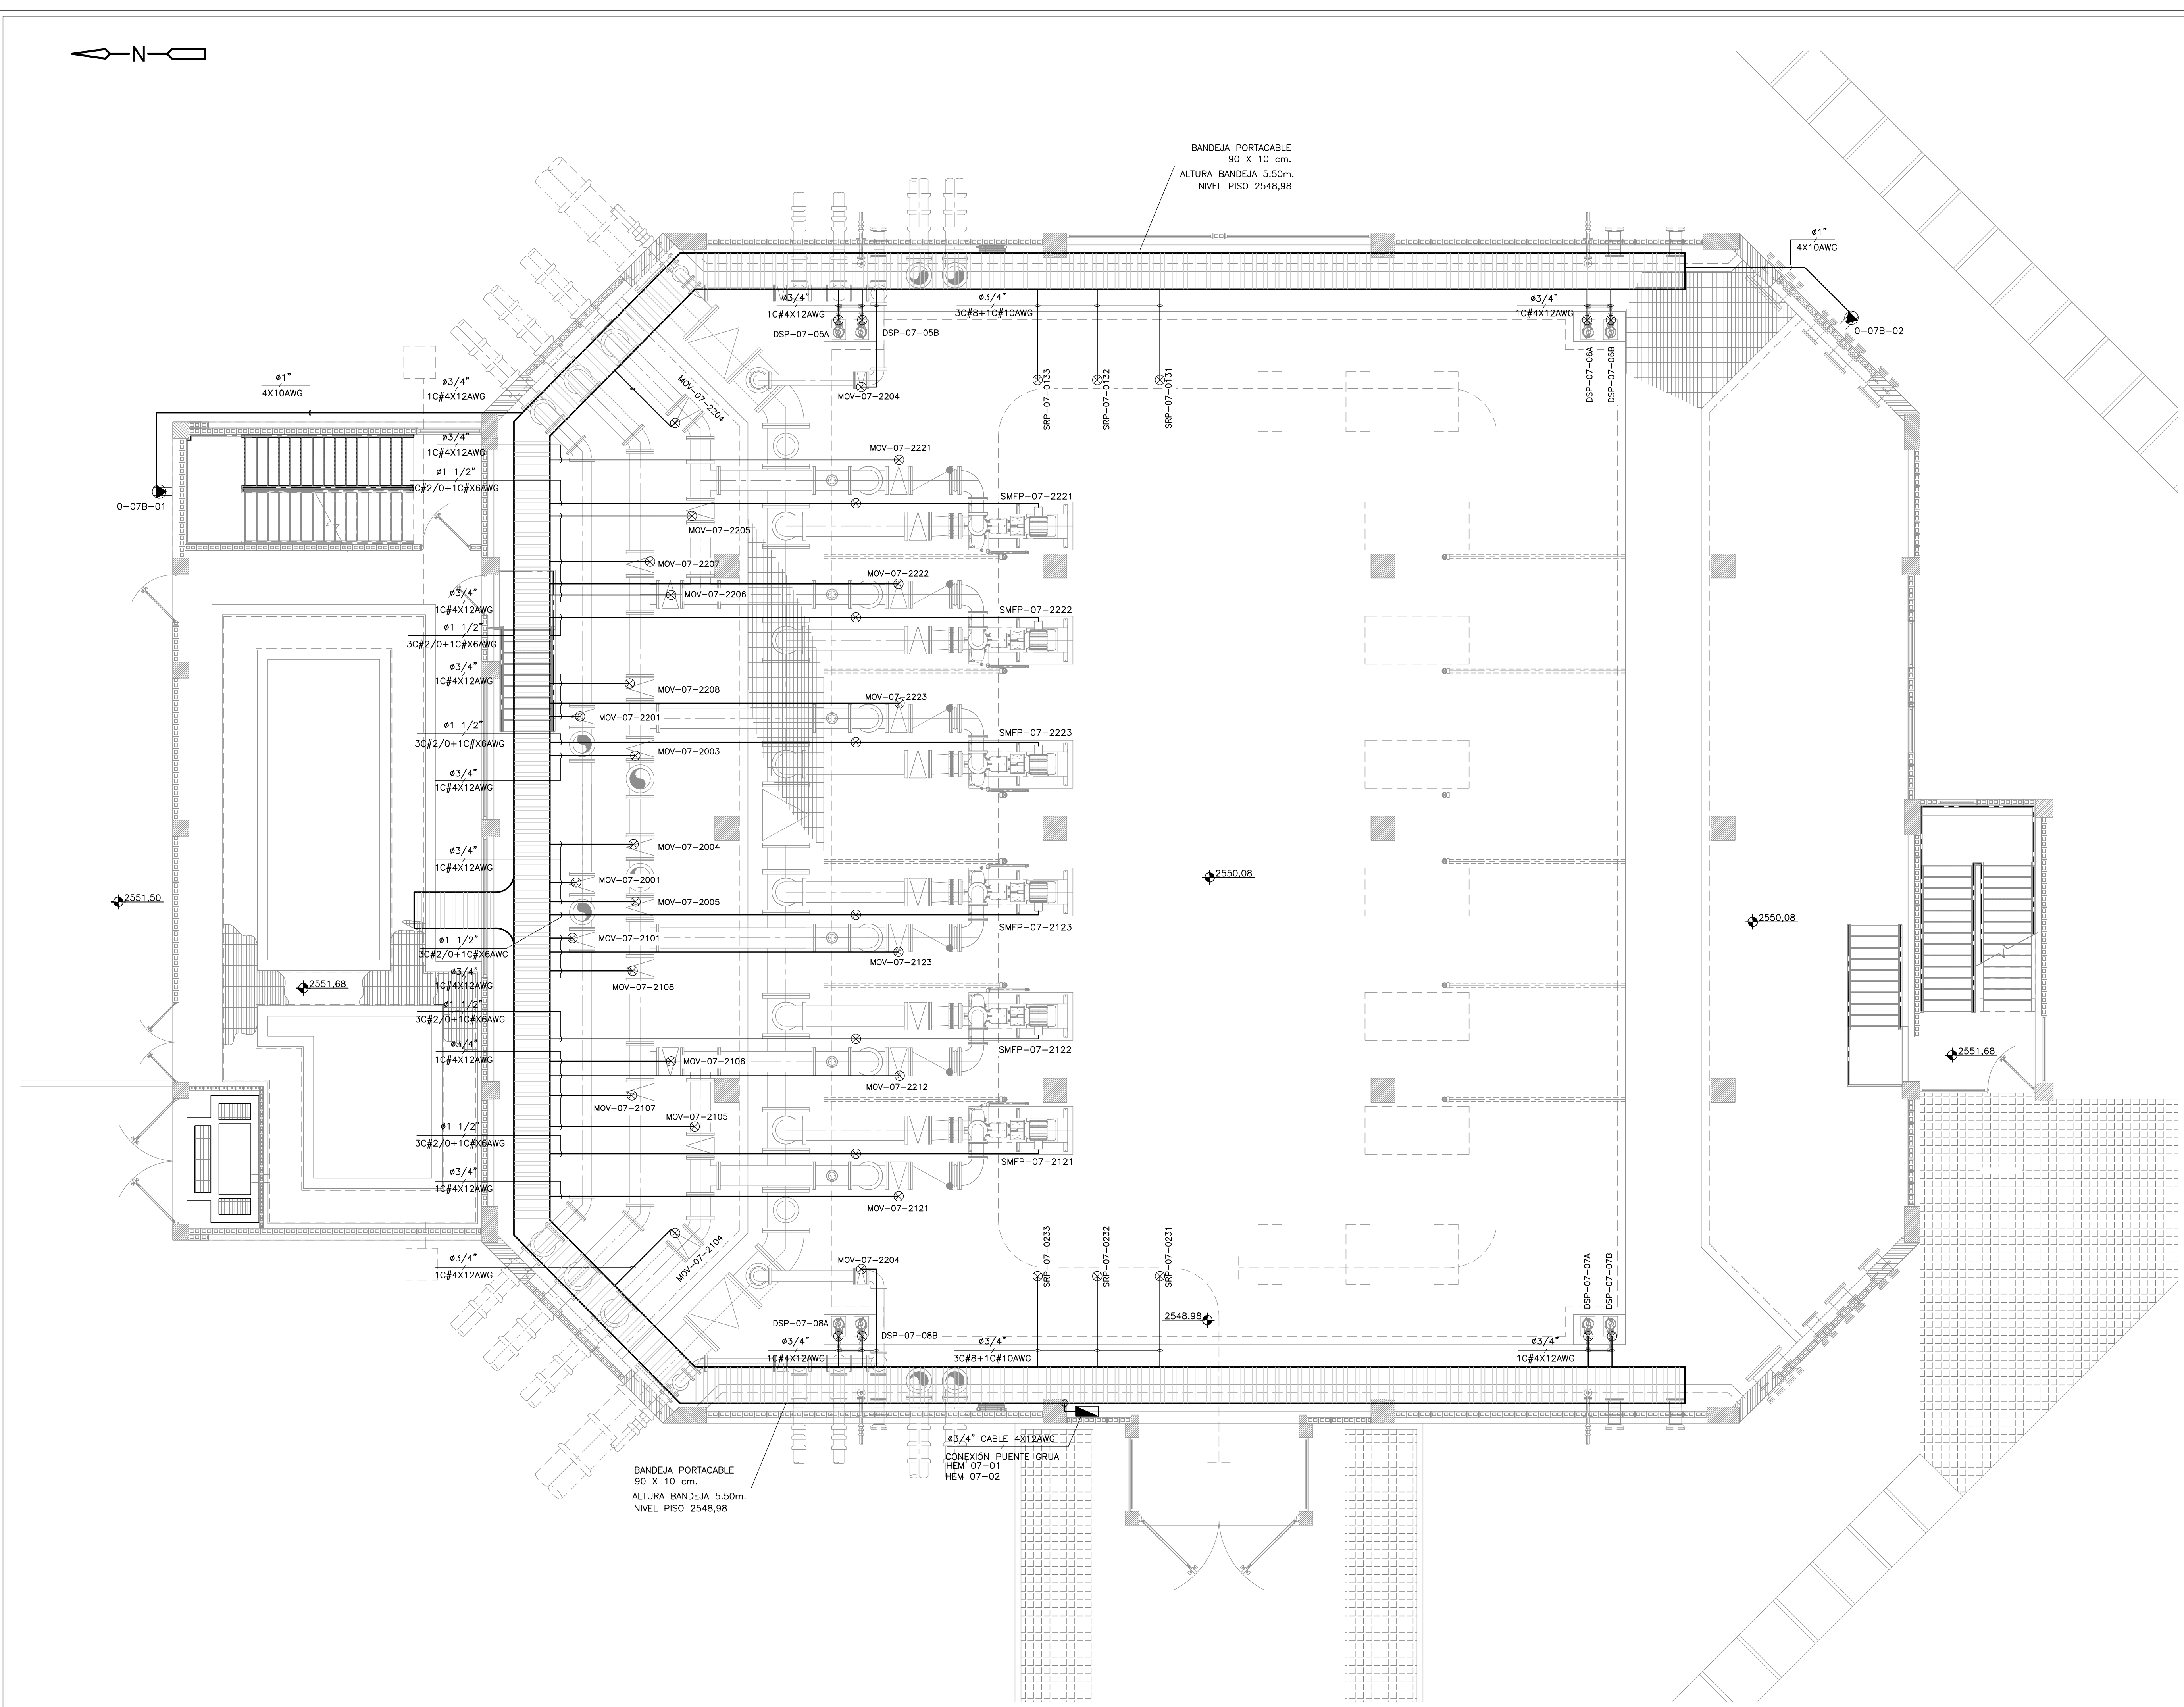 N
BANDEJA PORTACABLE
90 X 10 cm.
ALTURA BANDEJA 5.50m.
NIVEL PISO 2548,98
ø1"
4X10AWG
0-07B-02
ø3/4"
1C#4X12AWG
DSP-07-05A
DSP-07-05B
ø3/4"
3C#8+1C#10AWG
ø3/4"
1C#4X12AWG
SRP-07-0133
SRP-07-0132
SRP-07-0131
DSP-07-06A
DSP-07-06B
MOV-07-2204
MOV-07-2204
ø1"
4X10AWG
0-07B-01
ø3/4"
1C#4X12AWG
ø3/4"
1C#4X12AWG
ø1 1/2"
3C#2/0+1C#X6AWG
MOV-07-2221
SMFP-07-2221
MOV-07-2205
MOV-07-2207
MOV-07-2222
MOV-07-2206
ø3/4"
1C#4X12AWG
SMFP-07-2222
ø1 1/2"
3C#2/0+1C#X6AWG
ø3/4"
1C#4X12AWG
MOV-07-2208
MOV-07-2223
MOV-07-2201
SMFP-07-2223
ø1 1/2"
3C#2/0+1C#X6AWG
MOV-07-2003
ø3/4"
1C#4X12AWG
MOV-07-2004
ø3/4"
1C#4X12AWG
MOV-07-2001
2550.08
2551.50
MOV-07-2005
2550.08
SMFP-07-2123
MOV-07-2101
ø1 1/2"
3C#2/0+1C#X6AWG
MOV-07-2123
ø3/4"
1C#4X12AWG
2551.68
MOV-07-2108
ø1 1/2"
3C#2/0+1C#X6AWG
ø3/4"
1C#4X12AWG
SMFP-07-2122
2551.68
MOV-07-2106
MOV-07-2212
MOV-07-2107
MOV-07-2105
ø1 1/2"
3C#2/0+1C#X6AWG
SMFP-07-2121
ø3/4"
1C#4X12AWG
MOV-07-2121
MOV-07-2104
ø3/4"
1C#4X12AWG
MOV-07-2204
SRP-07-0233
SRP-07-0232
SRP-07-0231
DSP-07-07A
DSP-07-07B
2548.98
DSP-07-08A
DSP-07-08B
ø3/4"
1C#4X12AWG
ø3/4"
3C#8+1C#10AWG
ø3/4"
1C#4X12AWG
ø3/4" CABLE 4X12AWG
CONEXIÓN PUENTE GRUA
HEM 07-01
HEM 07-02
BANDEJA PORTACABLE
90 X 10 cm.
ALTURA BANDEJA 5.50m.
NIVEL PISO 2548,98